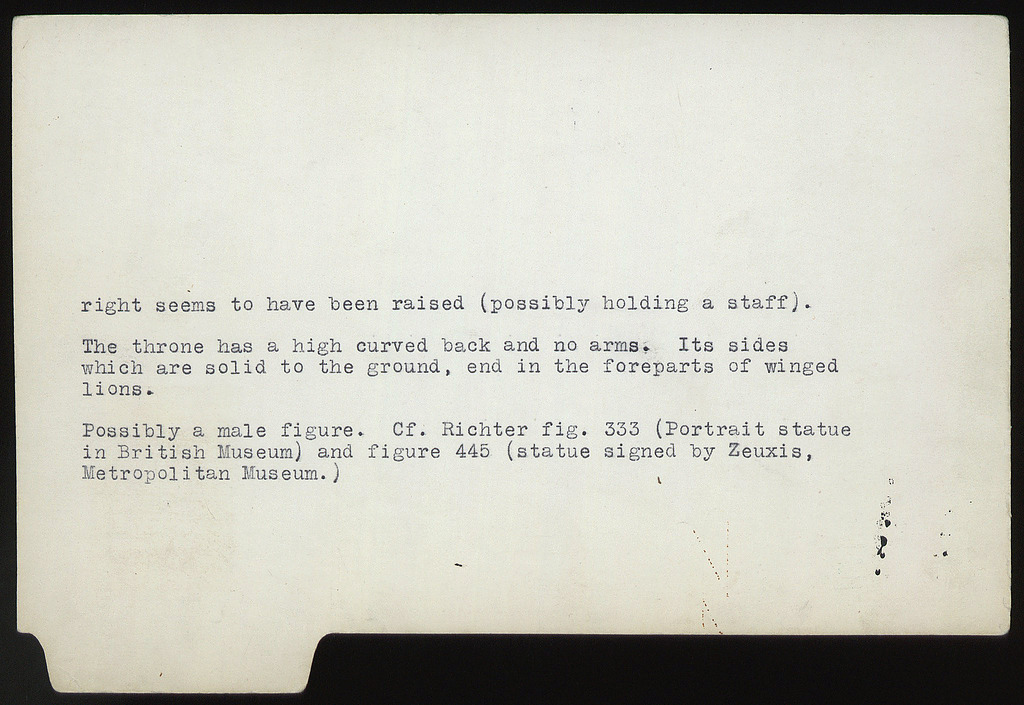 right seems to have been raised (possibly holding a staff).
The throne has a high curved back and no arms. Its sides
which are solid to the ground, end in the foreparts of winged
lions.
Possibly a male figure. Cf. Richter fig. 333 (Portrait statue
in British Museum) and figure 445 (statue signed by Zeuxis,
Metropolitan Museum.)